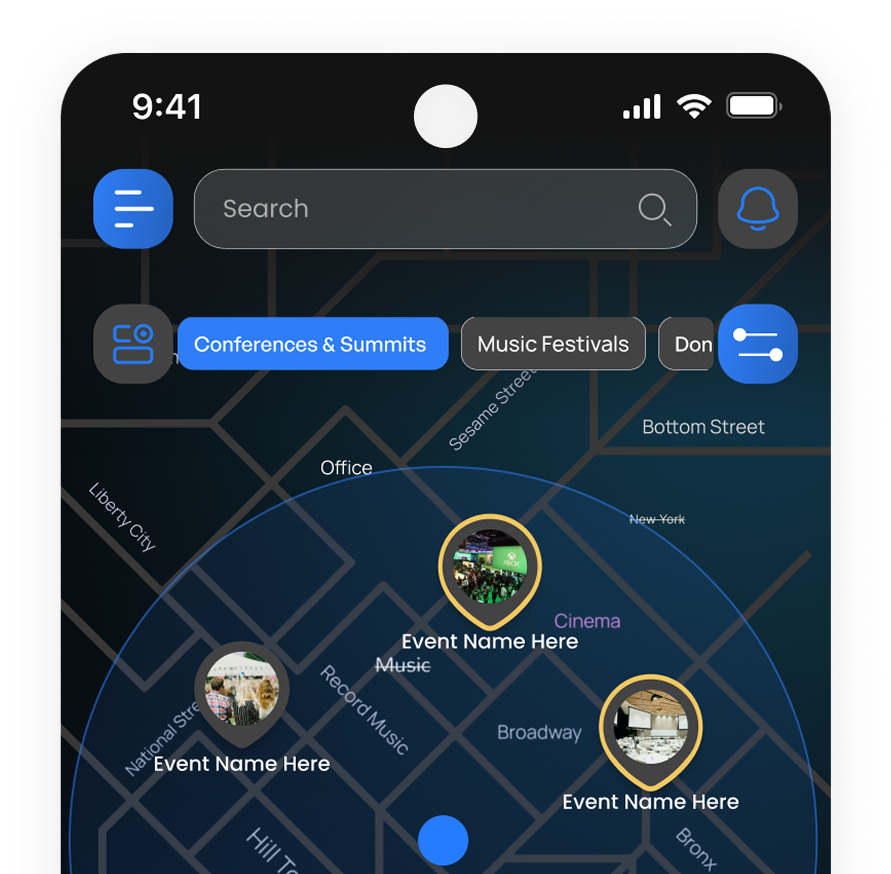 9:41
Search
Conferences & Summits
Music Festivals
Don
Sesame Street
Bottom Street
Office
Liberty City
New York
XBOX
Cinema
Event Name Here
Music
Record Music
National Stre
Broadway
Event Name Here
Event Name Here
Hill To
Bronx